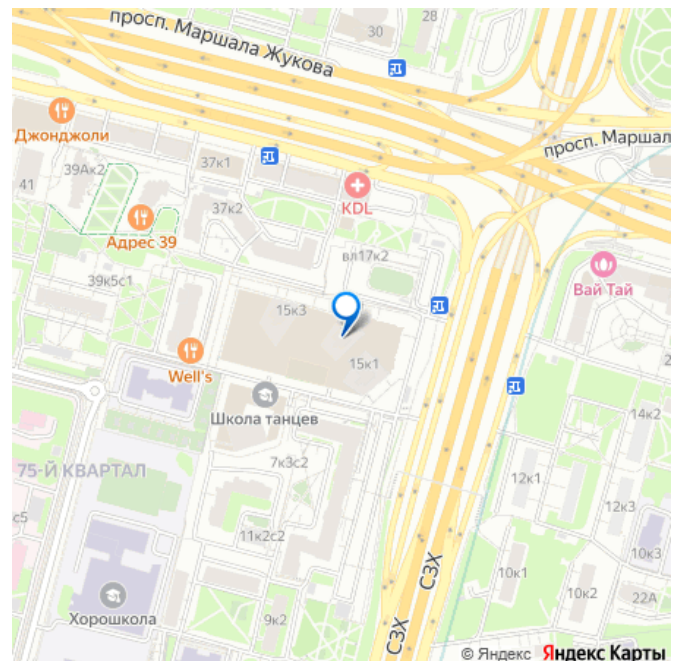 28
30
просп. Маршала Жукова
Джонджоли
просп. Маршал
37к1
39Ак2
41
KDL
37к2
Адрес 39
вл17к2
Вай Тай
39к5с1
15к3
15к1
2
Well's
Школа танцев
14к2
7к3с2
75-Й КВАРТАЛ
12к1
12к3
с5
11к2с2
10к3
СЗХ
10к1
10к2
22А
Хорошкола
9к2
СЗХ
© Яндекс Яндекс Карты